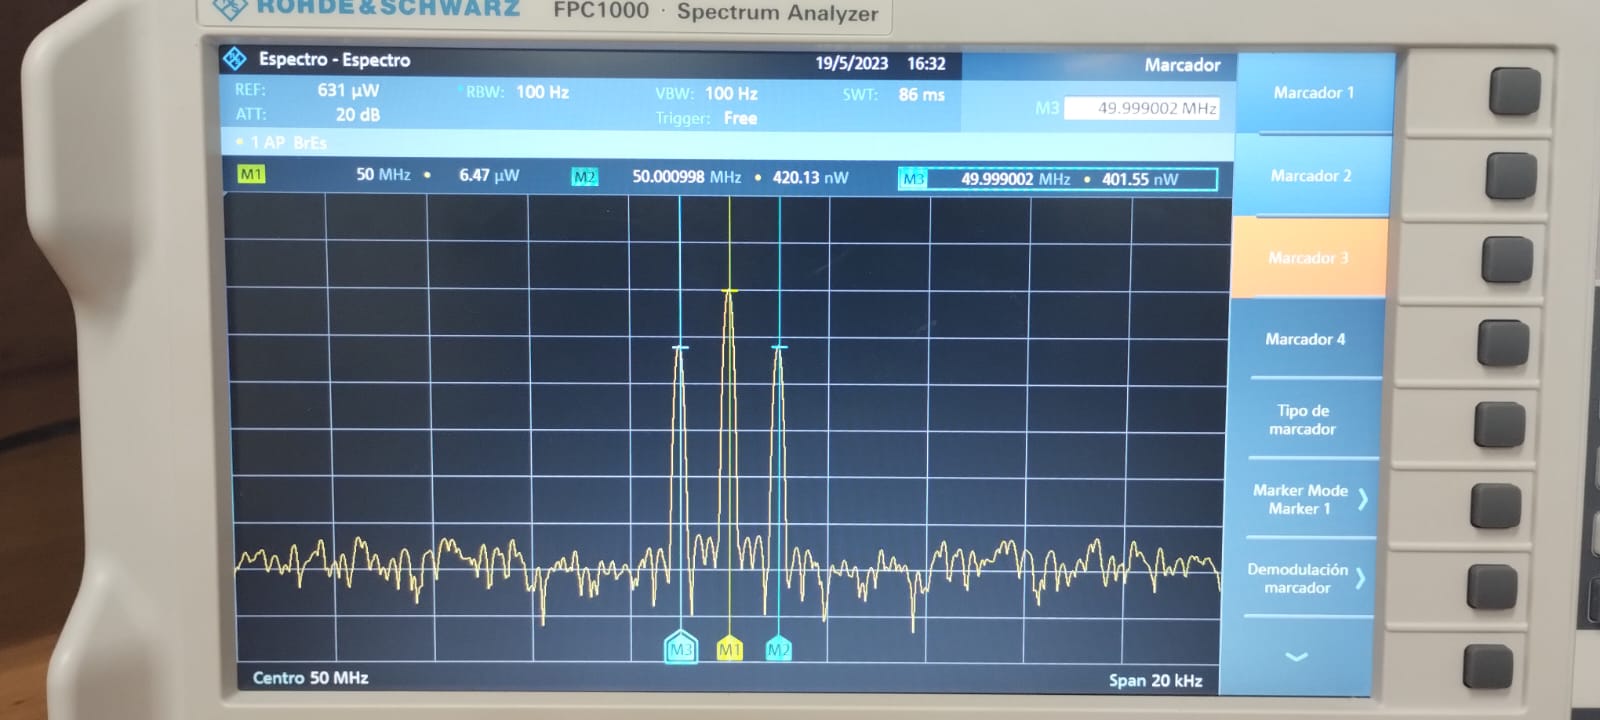 ROHDE & SCHWARZ FPC1000 · Spectrum Analyzer
Espectro - Espectro 19/5/2023 16:32 Marcador
REF: 631 µW RBW: 100 Hz VBW: 100 Hz SWT: 86 ms
M3 49.999002 MHz
ATT: 20 dB Trigger: Free
1 AP BrEs
M1 50 MHz • 6.47 µW M2 50.000998 MHz • 420.13 nW M3 49.999002 MHz • 401.55 nW
M3 M1 M2
Centro 50 MHz Span 20 kHz
Marcador 1
Marcador 2
Marcador 3
Marcador 4
Tipo de
marcador
Marker Mode
Marker 1
Demodulación
marcador